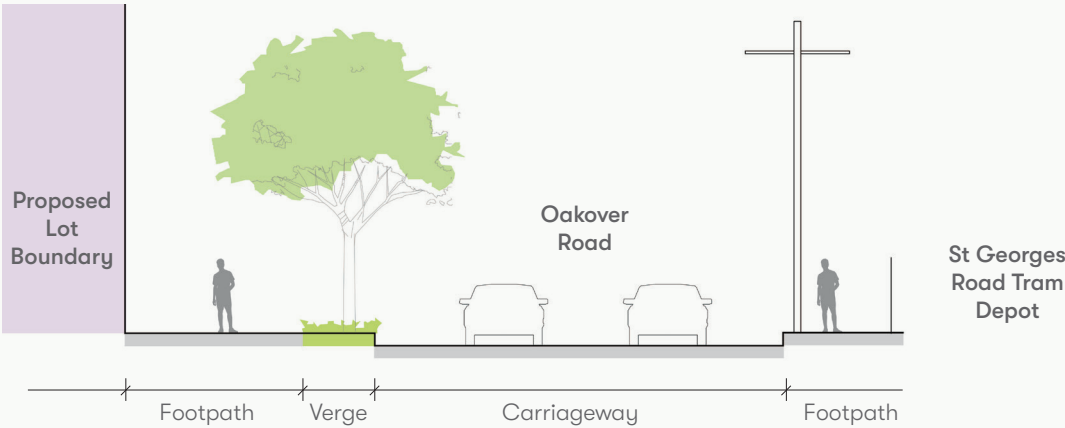 Proposed
Lot
Boundary
Oakover
Road
St Georges
Road Tram
Depot
Footpath
Verge
Carriageway
Footpath